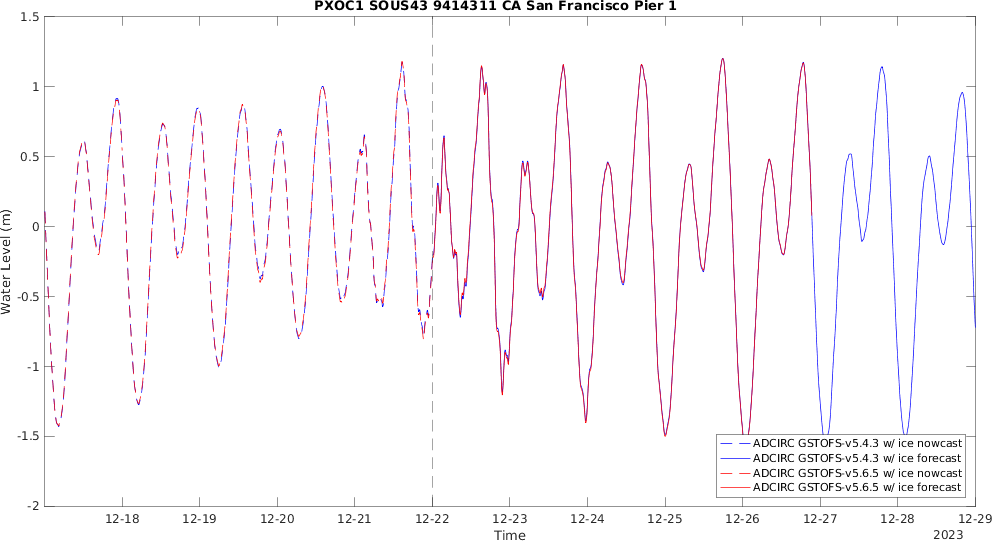 PXOC1 SOUS43 9414311 CA San Francisco Pier 1
1.5
1
0.5
0
-0.5
-1
-1.5
-2
Water Level (m)
12-18 12-19 12-20 12-21 12-22 12-23 12-24 12-25 12-26 12-27 12-28 12-29
Time
2023
ADCIRC GSTOFS-v5.4.3 w/ ice nowcast
ADCIRC GSTOFS-v5.4.3 w/ ice forecast
ADCIRC GSTOFS-v5.6.5 w/ ice nowcast
ADCIRC GSTOFS-v5.6.5 w/ ice forecast